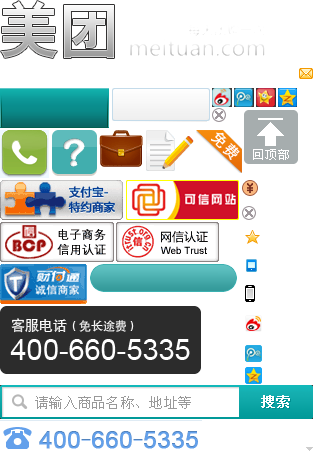 美团
meituan.com
免费
回顶部
支付宝-
特约商家
可信网站
BCP
电子商务
信用认证
信
网信认证
Web Trust
财付通
诚信商家
客服电话（免长途费）
400-660-5335
请输入商品名称、地址等
搜索
400-660-5335